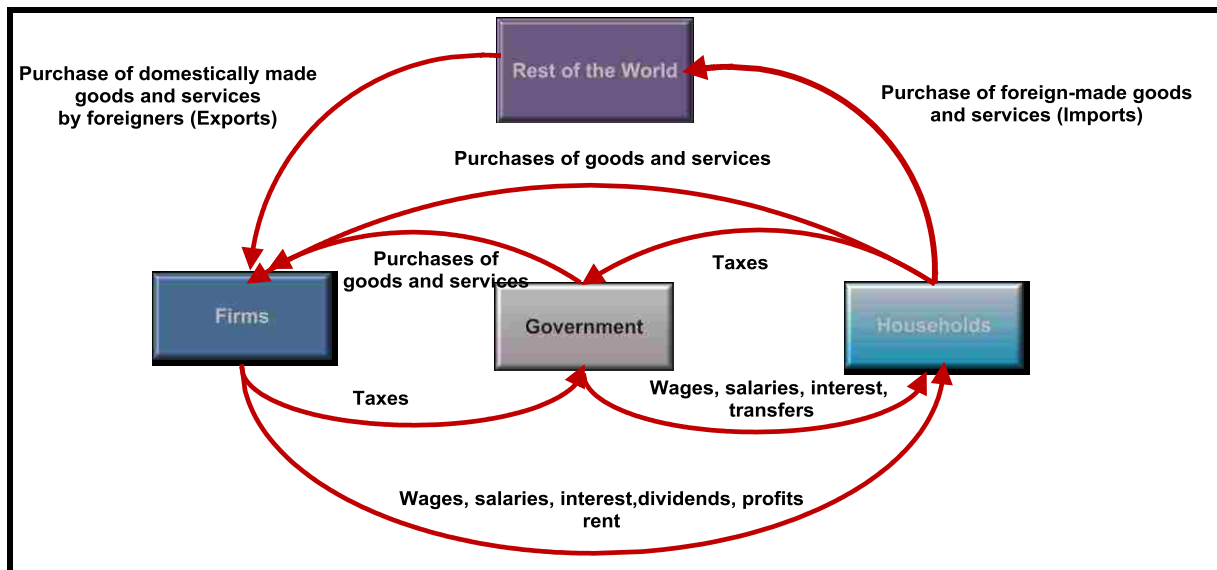 Rest of the World
Purchase of domestically made
goods and services
by foreigners (Exports)
Purchase of foreign-made goods
and services (Imports)
Purchases of goods and services
Purchases of
goods and services
Taxes
Firms
Government
Households
Taxes
Wages, salaries, interest,
transfers
Wages, salaries, interest,dividends, profits
rent